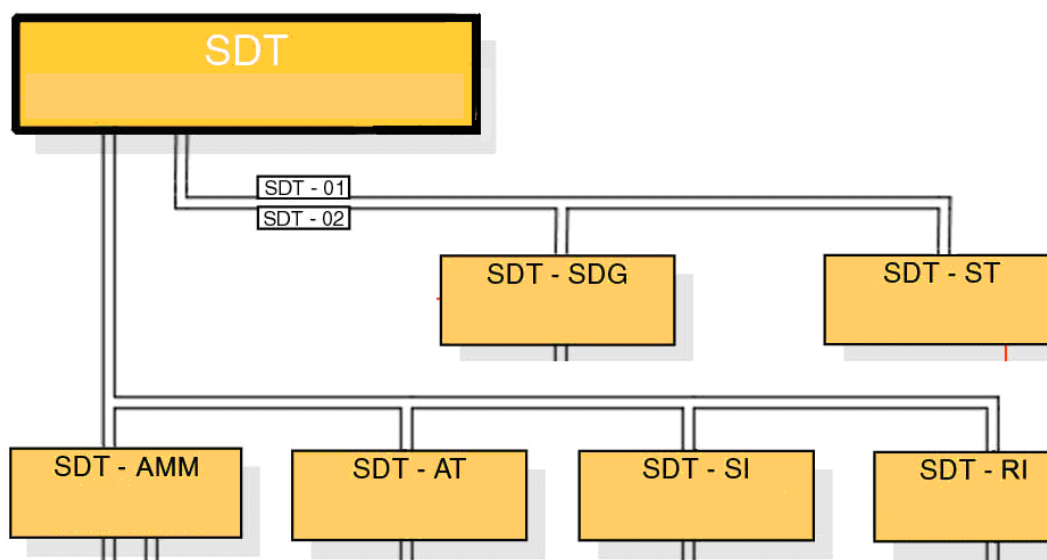 SDT
SDT - 01
SDT - 02
SDT - SDG
SDT - ST
SDT - AMM
SDT - AT
SDT - SI
SDT - RI